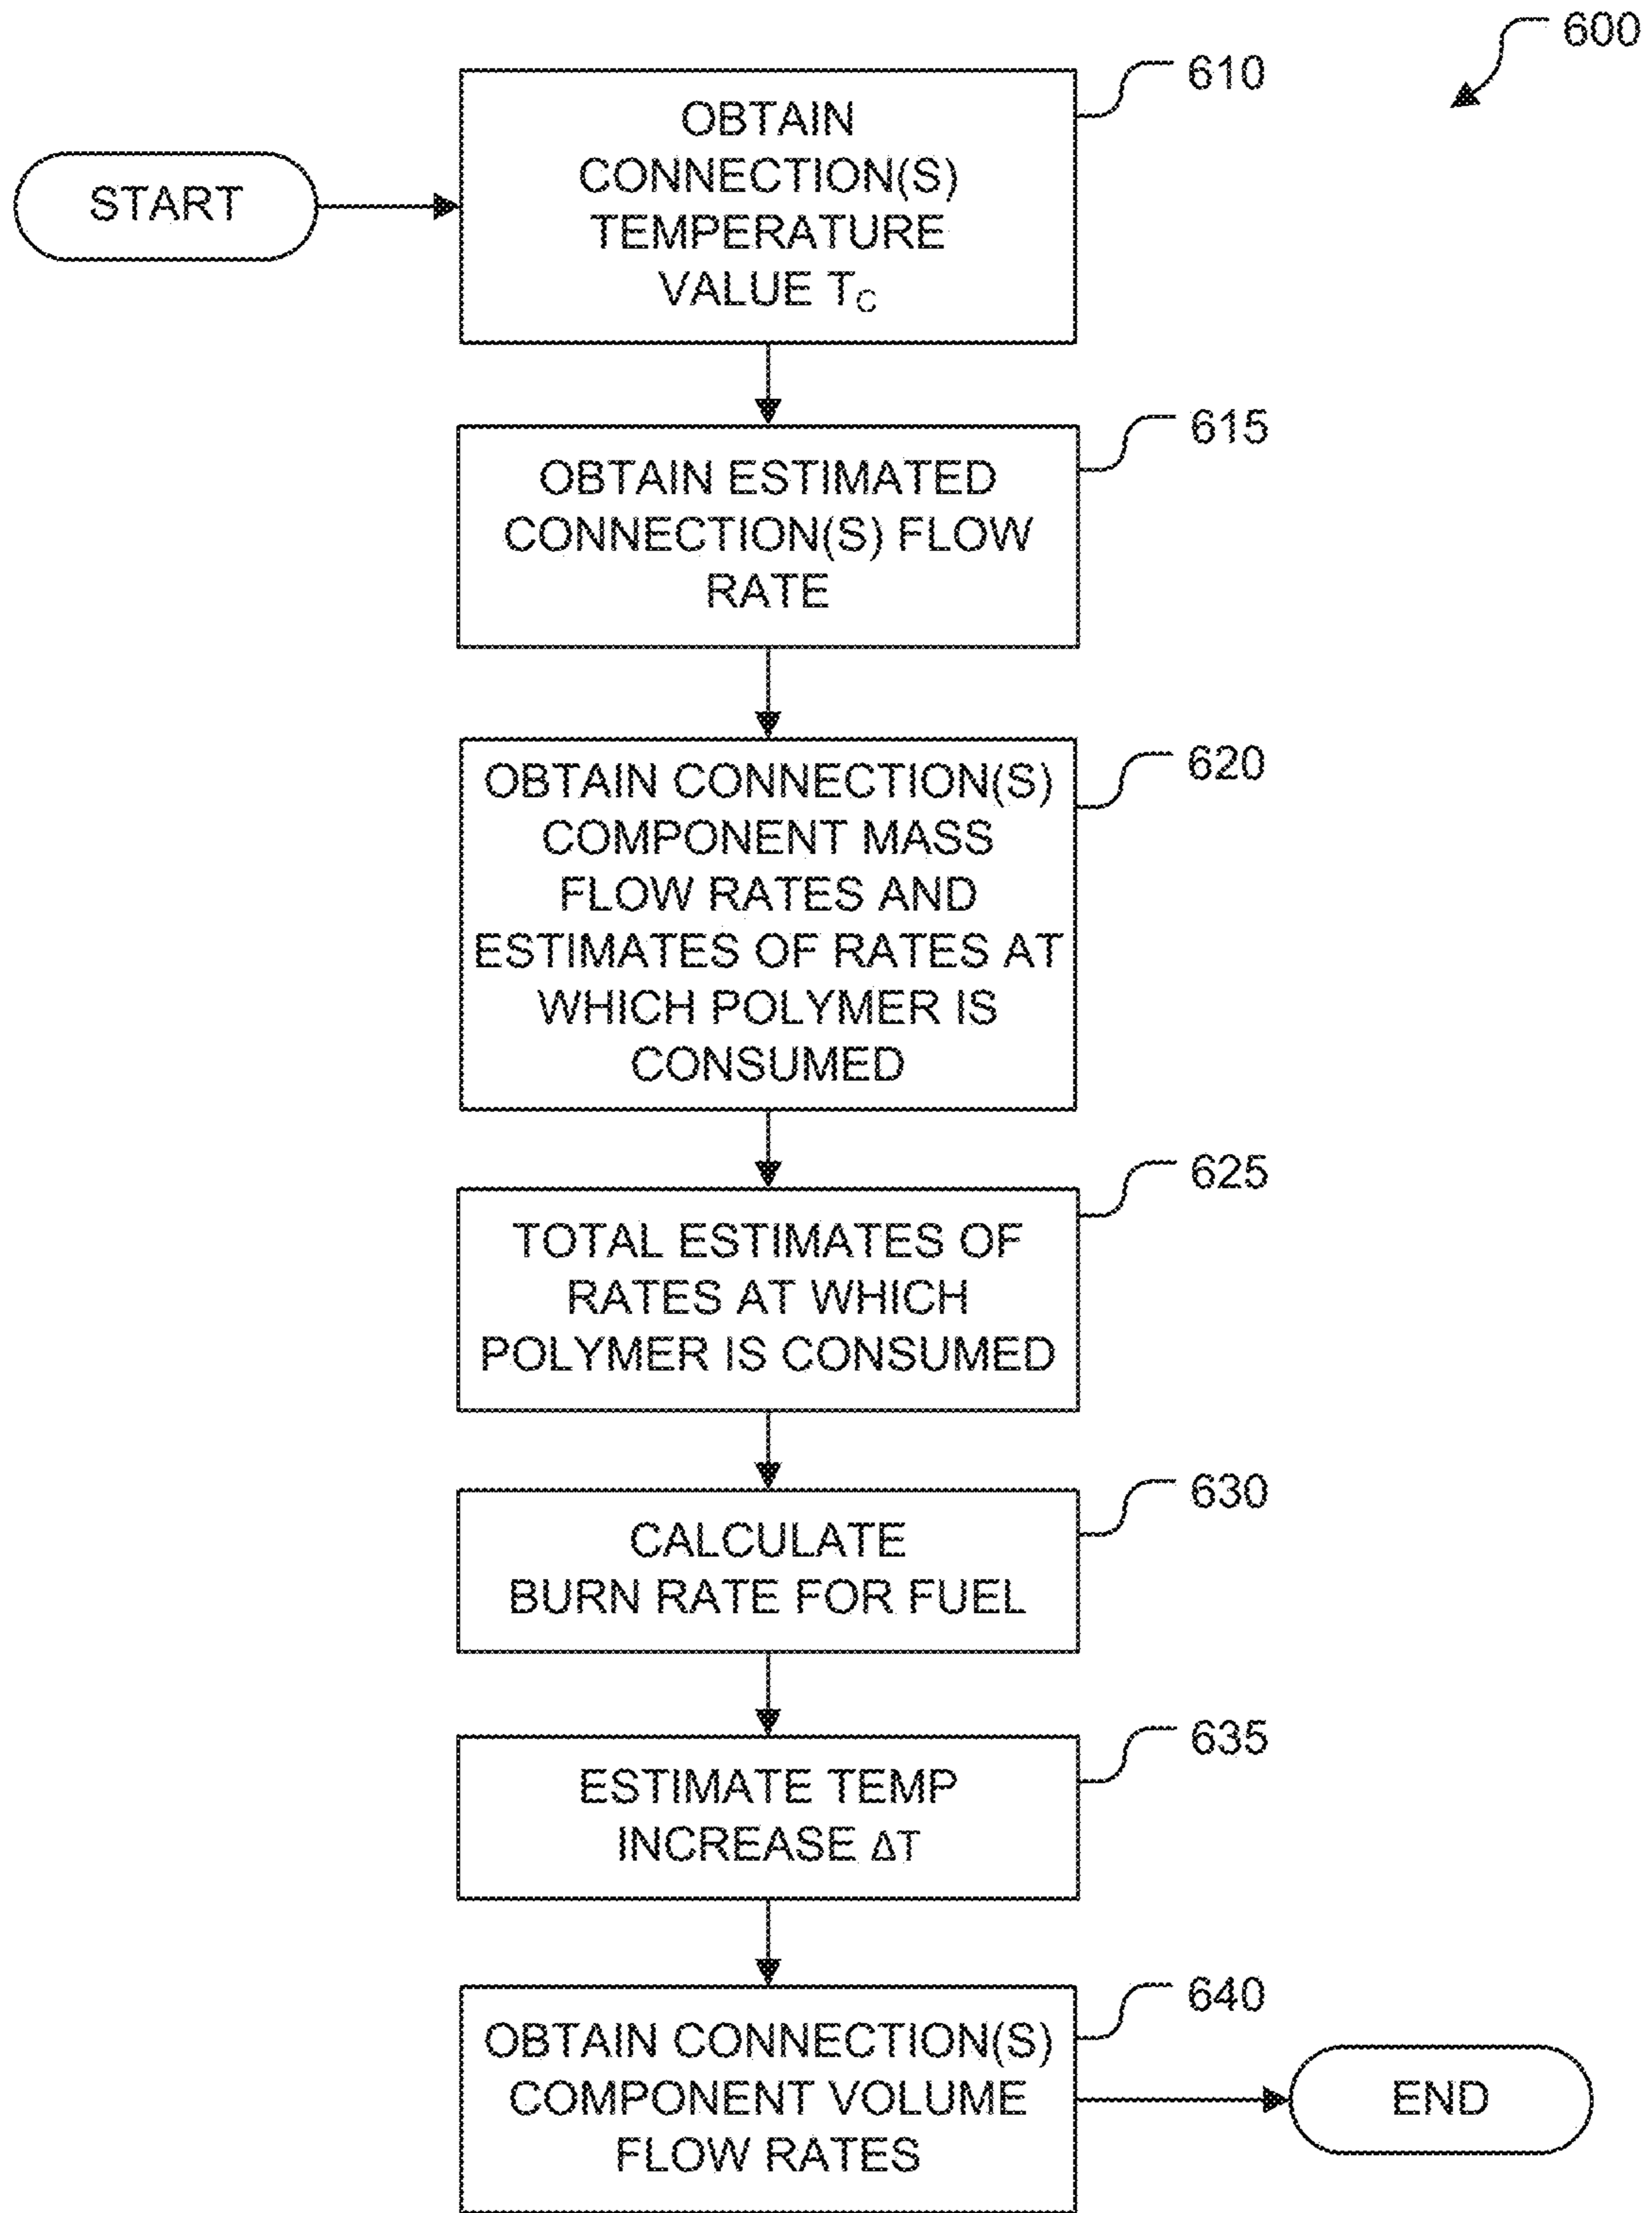 600
610
OBTAIN
CONNECTION(S)
TEMPERATURE
VALUE TC
START
615
OBTAIN ESTIMATED
CONNECTION(S) FLOW
RATE
620
OBTAIN CONNECTION(S)
COMPONENT MASS
FLOW RATES AND
ESTIMATES OF RATES AT
WHICH POLYMER IS
CONSUMED
625
TOTAL ESTIMATES OF
RATES AT WHICH
POLYMER IS CONSUMED
630
CALCULATE
BURN RATE FOR FUEL
635
ESTIMATE TEMP
INCREASE ΔT
640
OBTAIN CONNECTION(S)
COMPONENT VOLUME
FLOW RATES
END